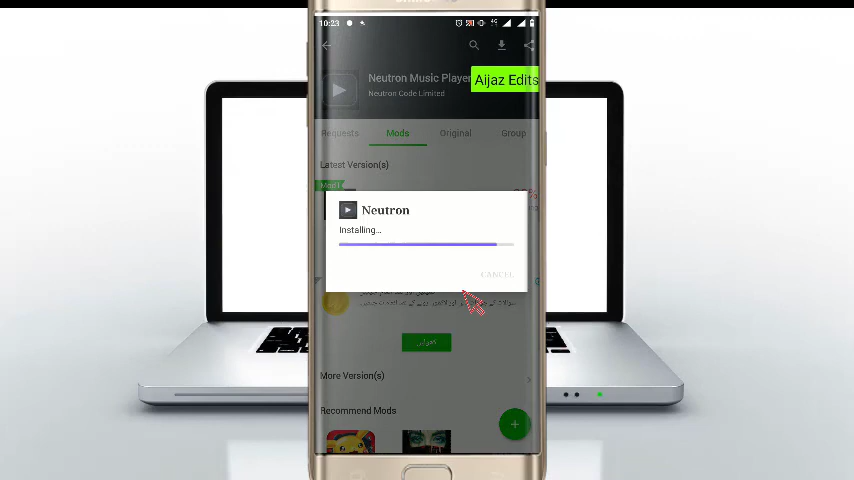 10:23
Neutron Music Player
Aijaz Edits
Neutron Code Limited
Requests Mods Original Group
Latest Version(s)
Neutron
Installing...
CANCEL
کھولیں
More Version(s)
Recommend Mods